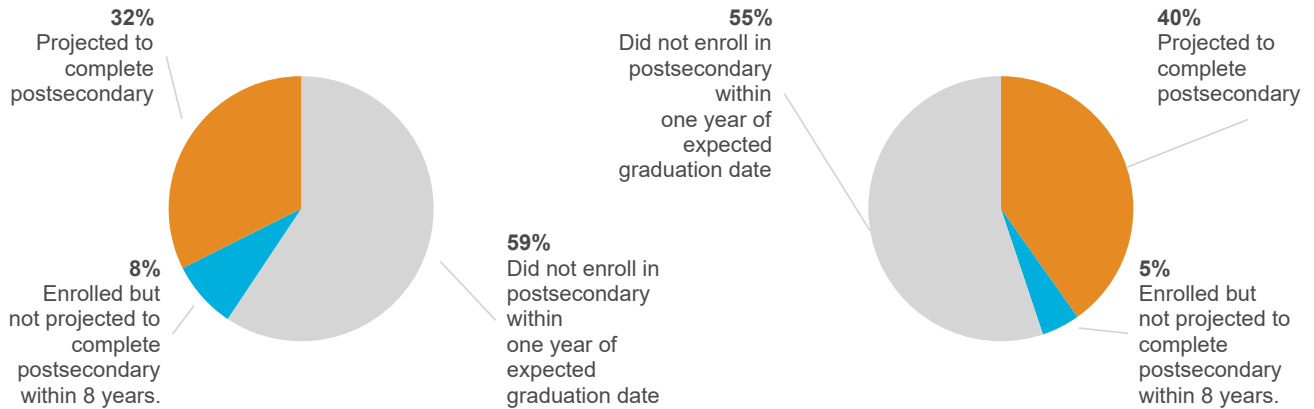 32%
Projected to
complete
postsecondary
8%
Enrolled but
not projected to
complete
postsecondary
within 8 years.
59%
Did not enroll in
postsecondary
within
one year of
expected
graduation date
55%
Did not enroll in
postsecondary
within
one year of
expected
graduation date
40%
Projected to
complete
postsecondary
5%
Enrolled but
not projected to
complete
postsecondary
within 8 years.